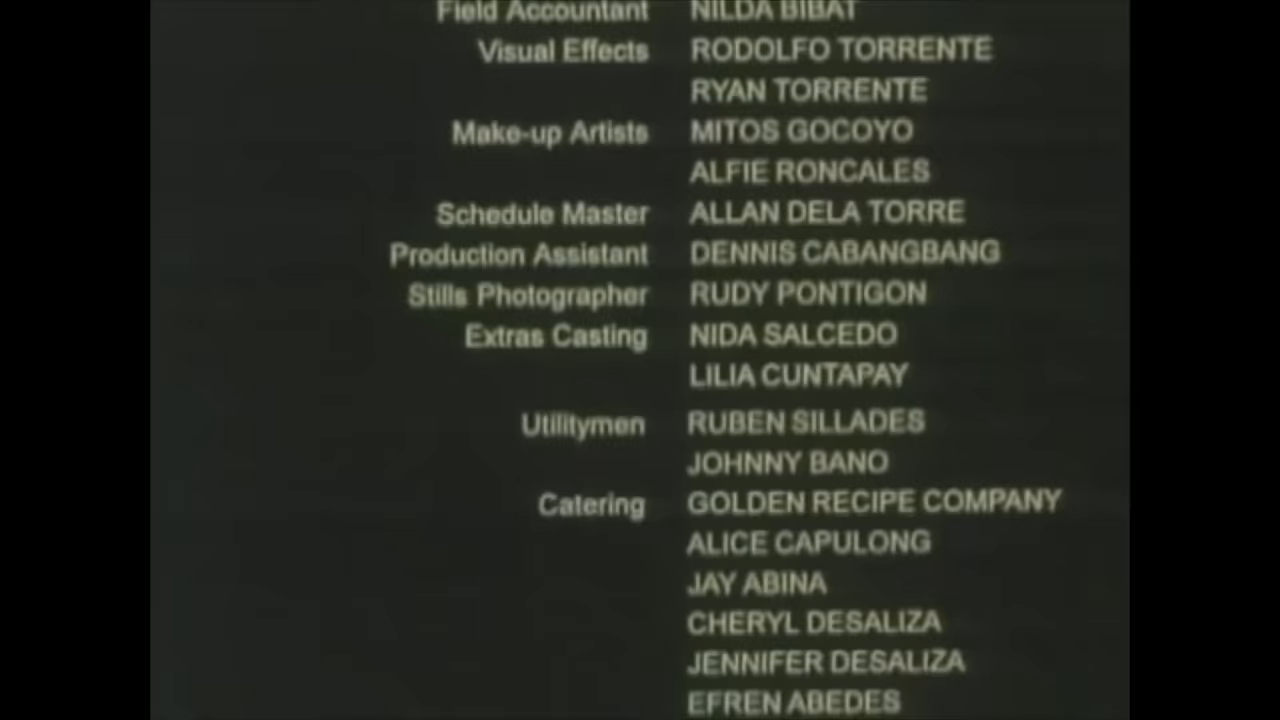 Field Accountant NILDA BIBAT
Visual Effects RODOLFO TORRENTE
RYAN TORRENTE
Make-up Artists MITOS GOCOYO
ALFIE RONCALES
Schedule Master ALLAN DELA TORRE
Production Assistant DENNIS CABANGBANG
Stills Photographer RUDY PONTIGON
Extras Casting NIDA SALCEDO
LILIA CUNTAPAY
Utilitymen RUBEN SILLADES
JOHNNY BANO
Catering GOLDEN RECIPE COMPANY
ALICE CAPULONG
JAY ABINA
CHERYL DESALIZA
JENNIFER DESALIZA
EFREN ABEDES